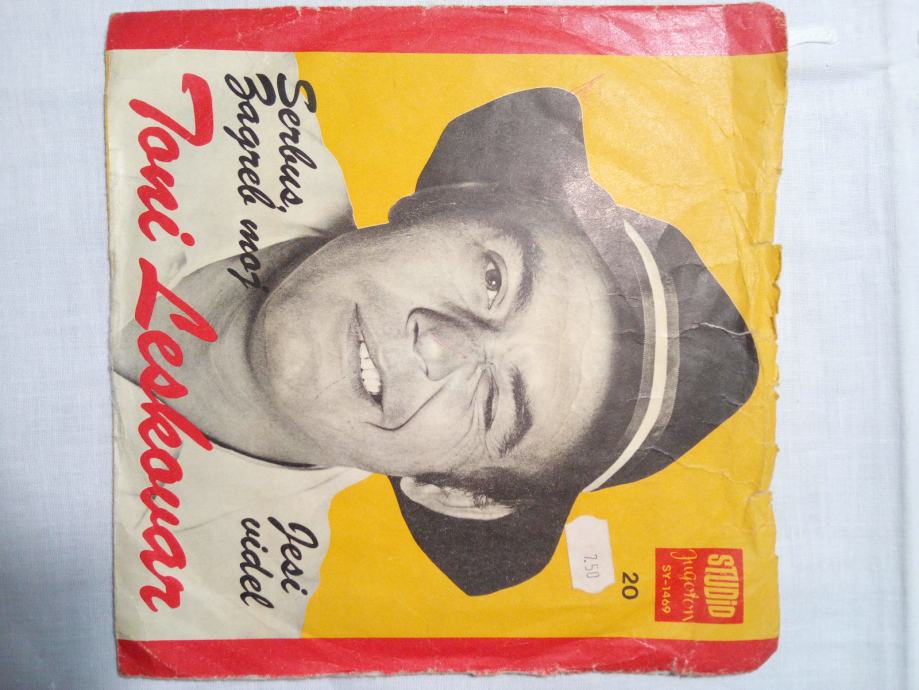 STUDIO
Jugoton
SY-1469
20
7.50
Serbus,
Zagreb moj
Jesi
videl
Toni Leskovar